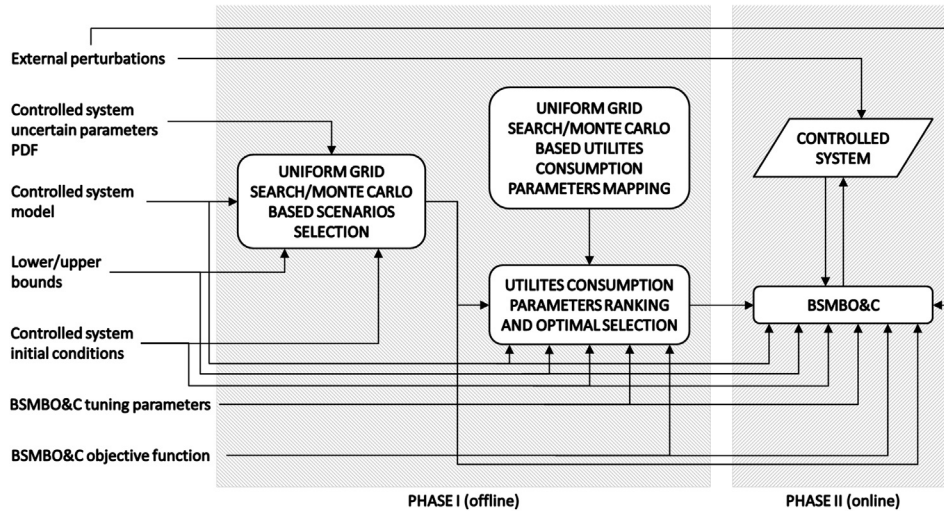 External perturbations
Controlled system
uncertain parameters
PDF
Controlled system
model
Lower/upper
bounds
Controlled system
initial conditions
BSMBO&C tuning parameters
BSMBO&C objective function
UNIFORM GRID
SEARCH/MONTE CARLO
BASED SCENARIOS
SELECTION
UNIFORM GRID
SEARCH/MONTE CARLO
BASED UTILITES
CONSUMPTION
PARAMETERS MAPPING
UTILITES CONSUMPTION
PARAMETERS RANKING
AND OPTIMAL SELECTION
CONTROLLED
SYSTEM
BSMBO&C
PHASE I (offline)
PHASE II (online)